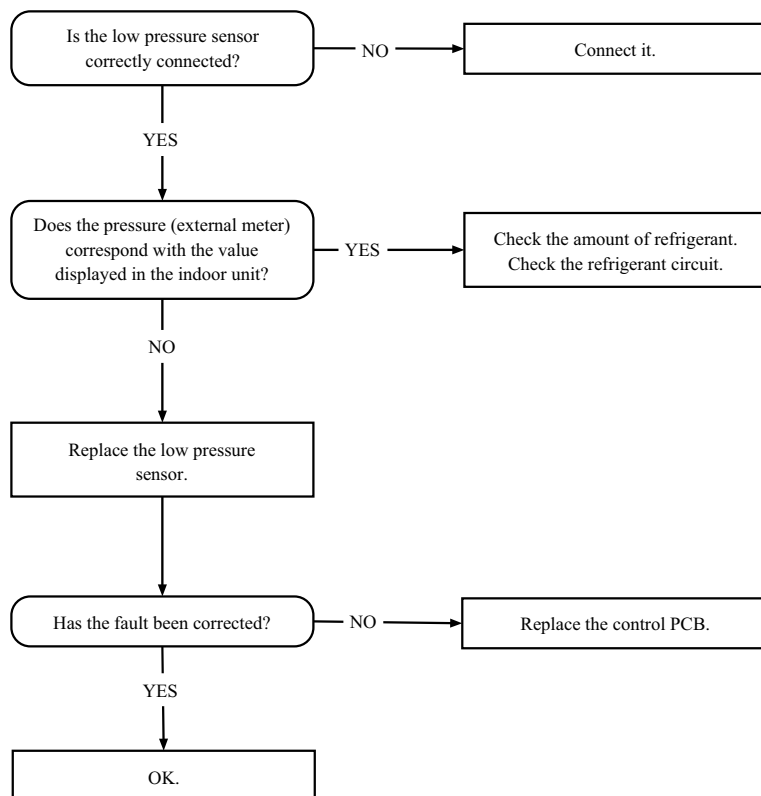 Is the low pressure sensor
correctly connected?
NO
Connect it.
YES
Does the pressure (external meter)
correspond with the value
displayed in the indoor unit?
YES
Check the amount of refrigerant.
Check the refrigerant circuit.
NO
Replace the low pressure
sensor.
Has the fault been corrected?
NO
Replace the control PCB.
YES
OK.